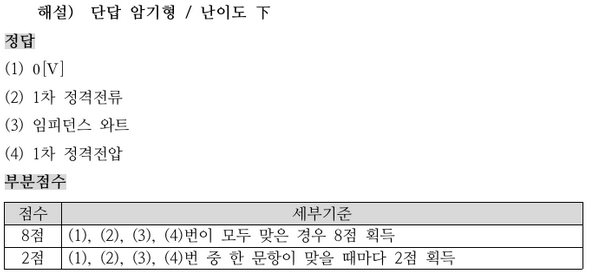 해설) 단답 암기형 / 난이도 下
정답
(1) 0[V]
(2) 1차 정격전류
(3) 임피던스 와트
(4) 1차 정격전압
부분점수
점수 세부기준
8점 (1), (2), (3), (4)번이 모두 맞은 경우 8점 획득
2점 (1), (2), (3), (4)번 중 한 문항이 맞을 때마다 2점 획득